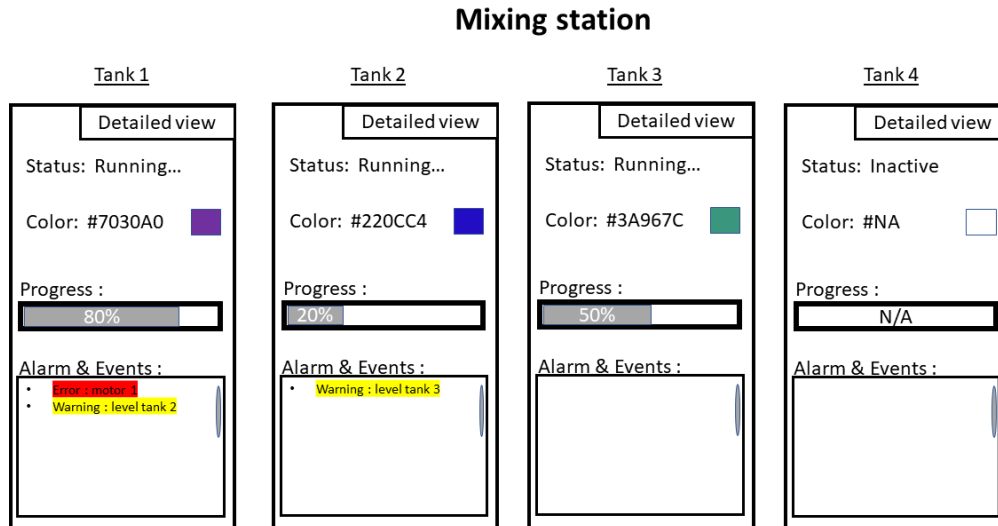 Mixing station
Tank 1
Detailed view
Status: Running...
Color: #7030A0
Progress :
80%
Alarm & Events :
• Error : motor 1
• Warning : level tank 2
Tank 2
Detailed view
Status: Running...
Color: #220CC4
Progress :
20%
Alarm & Events :
• Warning : level tank 3
Tank 3
Detailed view
Status: Running...
Color: #3A967C
Progress :
50%
Alarm & Events :
Tank 4
Detailed view
Status: Inactive
Color: #NA
Progress :
N/A
Alarm & Events :